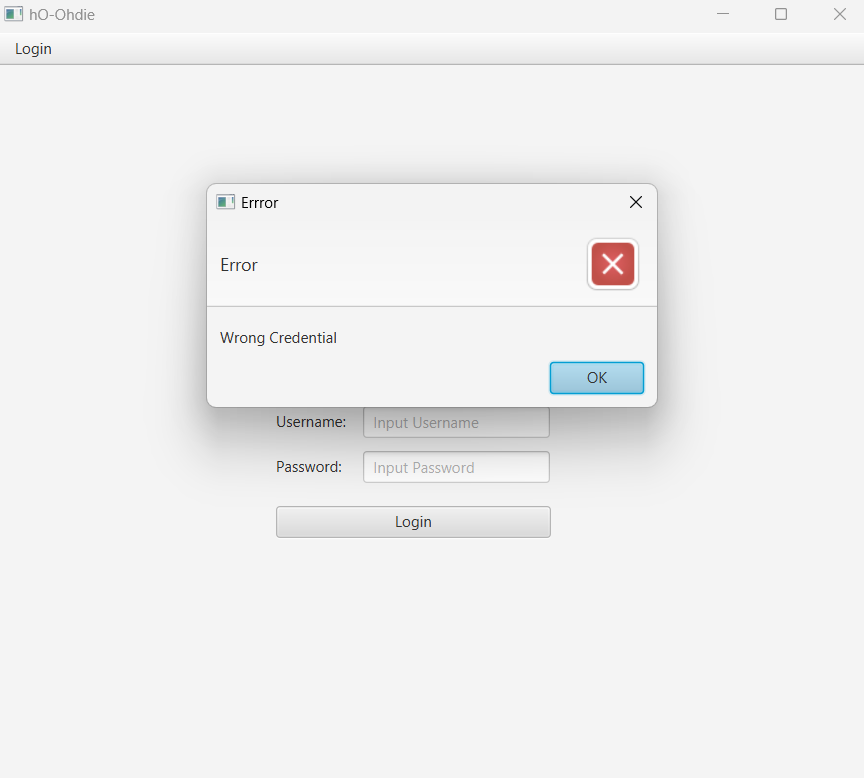 hO-Ohdie
Login
Errror
Error
Wrong Credential
OK
Username: Input Username
Password: Input Password
Login